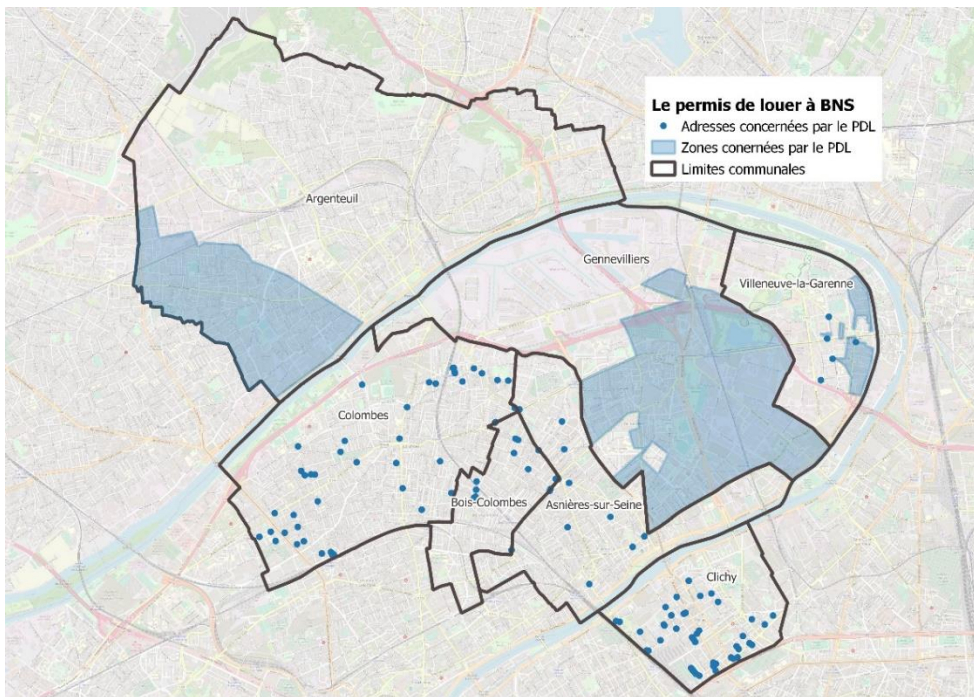 Le permis de louer à BNS
Adresses concernées par le PDL
Zones conernées par le PDL
Limites communales
Argenteuil
Gennevilliers
Villeneuve-la-Garenne
Colombes
Bois-Colombes
Asnières-sur-Seine
Clichy